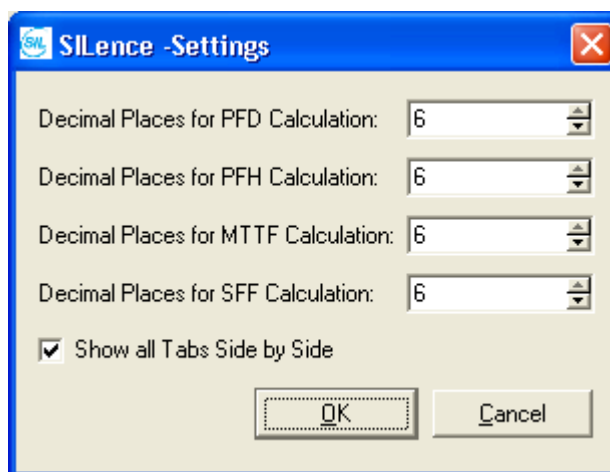 SILence -Settings
Decimal Places for PFD Calculation: 6
Decimal Places for PFH Calculation: 6
Decimal Places for MTTF Calculation: 6
Decimal Places for SFF Calculation: 6
Show all Tabs Side by Side
OK Cancel